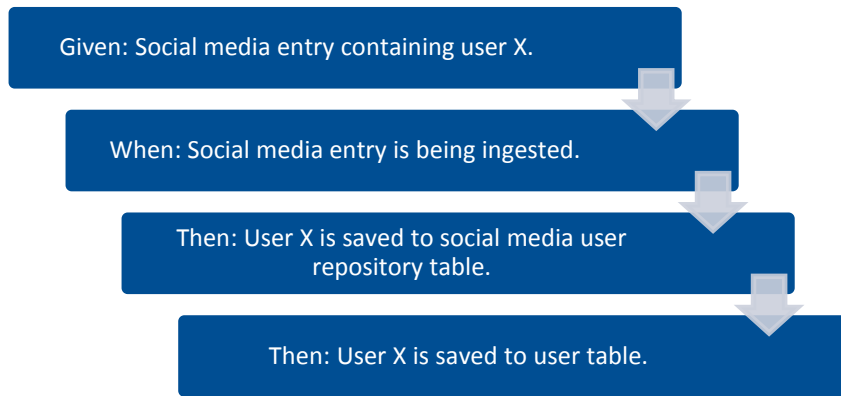 Given: Social media entry containing user X.
When: Social media entry is being ingested.
Then: User X is saved to social media user
repository table.
Then: User X is saved to user table.